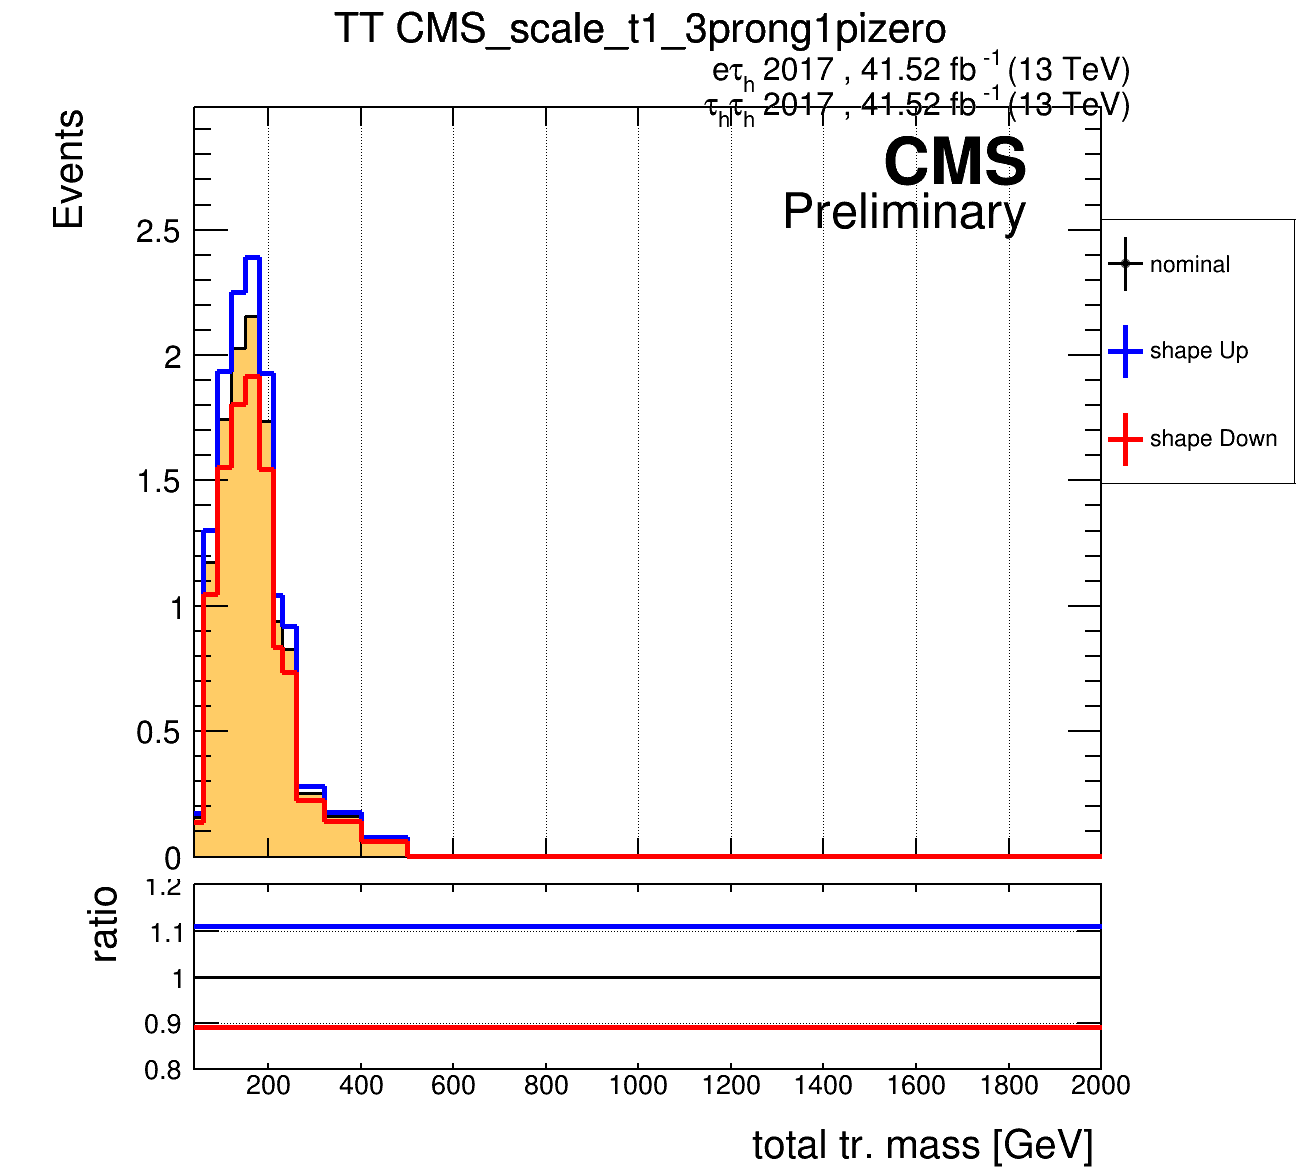 TT CMS_scale_t1_3prong1pizero
eτh 2017 , 41.52 fb -1 (13 TeV)
τhτh 2017 , 41.52 fb -1 (13 TeV)
CMS
Preliminary
Events
2.5
2
1.5
1
0.5
0
nominal
shape Up
shape Down
ratio
1.2
1.1
1
0.9
0.8
200 400 600 800 1000 1200 1400 1600 1800 2000
total tr. mass [GeV]